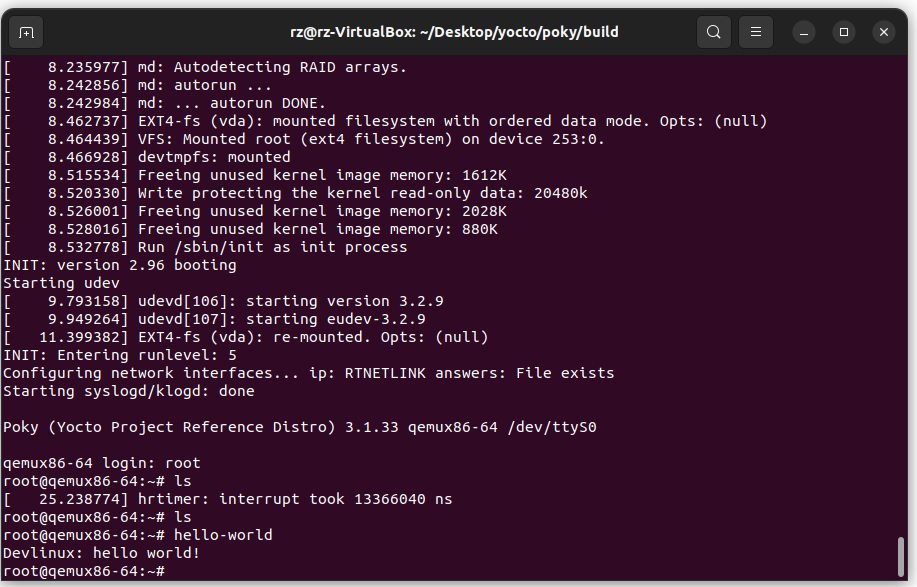 rz@rz-VirtualBox: ~/Desktop/yocto/poky/build
[    8.235977] md: Autodetecting RAID arrays.
[    8.242856] md: autorun ...
[    8.242984] md: ... autorun DONE.
[    8.462737] EXT4-fs (vda): mounted filesystem with ordered data mode. Opts: (null)
[    8.464439] VFS: Mounted root (ext4 filesystem) on device 253:0.
[    8.466928] devtmpfs: mounted
[    8.515534] Freeing unused kernel image memory: 1612K
[    8.520330] Write protecting the kernel read-only data: 20480k
[    8.526001] Freeing unused kernel image memory: 2028K
[    8.528016] Freeing unused kernel image memory: 880K
[    8.532778] Run /sbin/init as init process
INIT: version 2.96 booting
Starting udev
[    9.793158] udevd[106]: starting version 3.2.9
[    9.949264] udevd[107]: starting eudev-3.2.9
[   11.399382] EXT4-fs (vda): re-mounted. Opts: (null)
INIT: Entering runlevel: 5
Configuring network interfaces... ip: RTNETLINK answers: File exists
Starting syslogd/klogd: done
Poky (Yocto Project Reference Distro) 3.1.33 qemux86-64 /dev/ttyS0
qemux86-64 login: root
root@qemux86-64:~# ls
[   25.238774] hrtimer: interrupt took 13366040 ns
root@qemux86-64:~# ls
root@qemux86-64:~# hello-world
Devlinux: hello world!
root@qemux86-64:~#